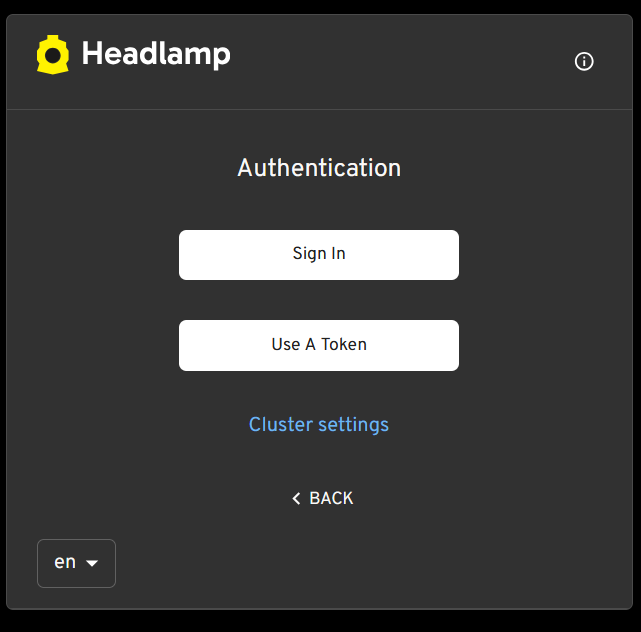 Headlamp
Authentication
Sign In
Use A Token
Cluster settings
BACK
en